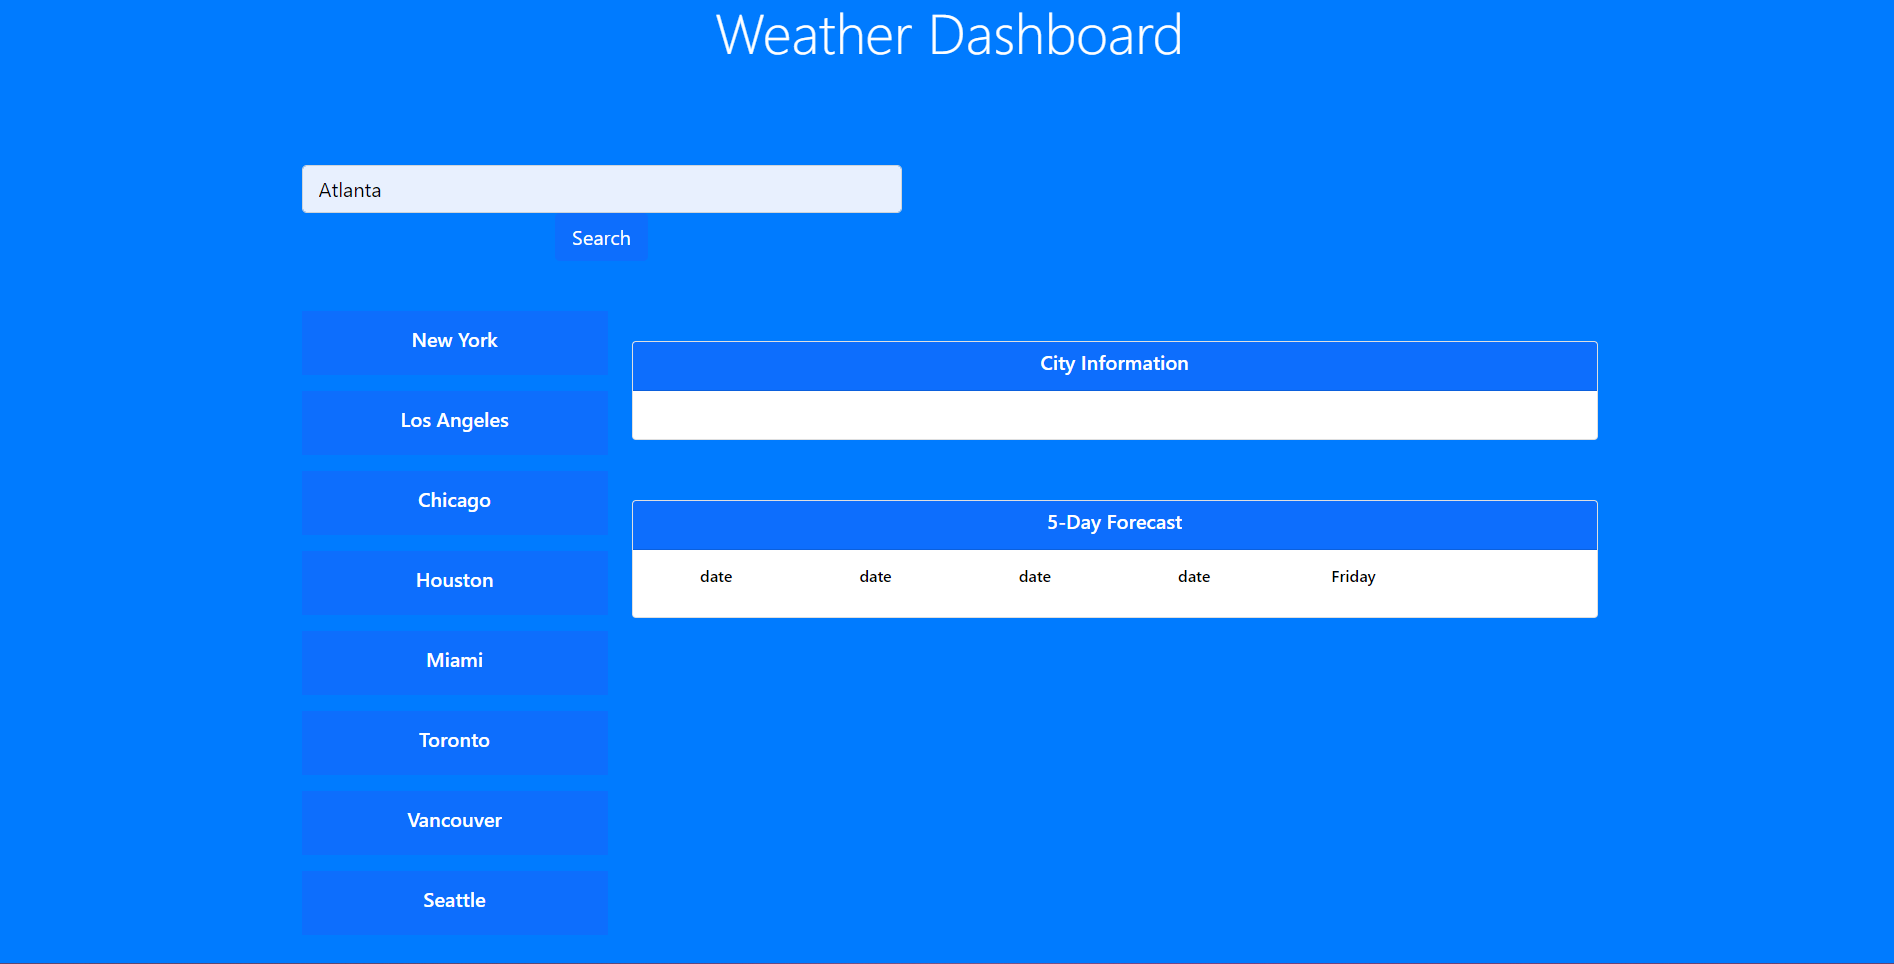 Weather Dashboard
Atlanta
Search
New York
Los Angeles
Chicago
Houston
Miami
Toronto
Vancouver
Seattle
City Information
5-Day Forecast
date date date date Friday